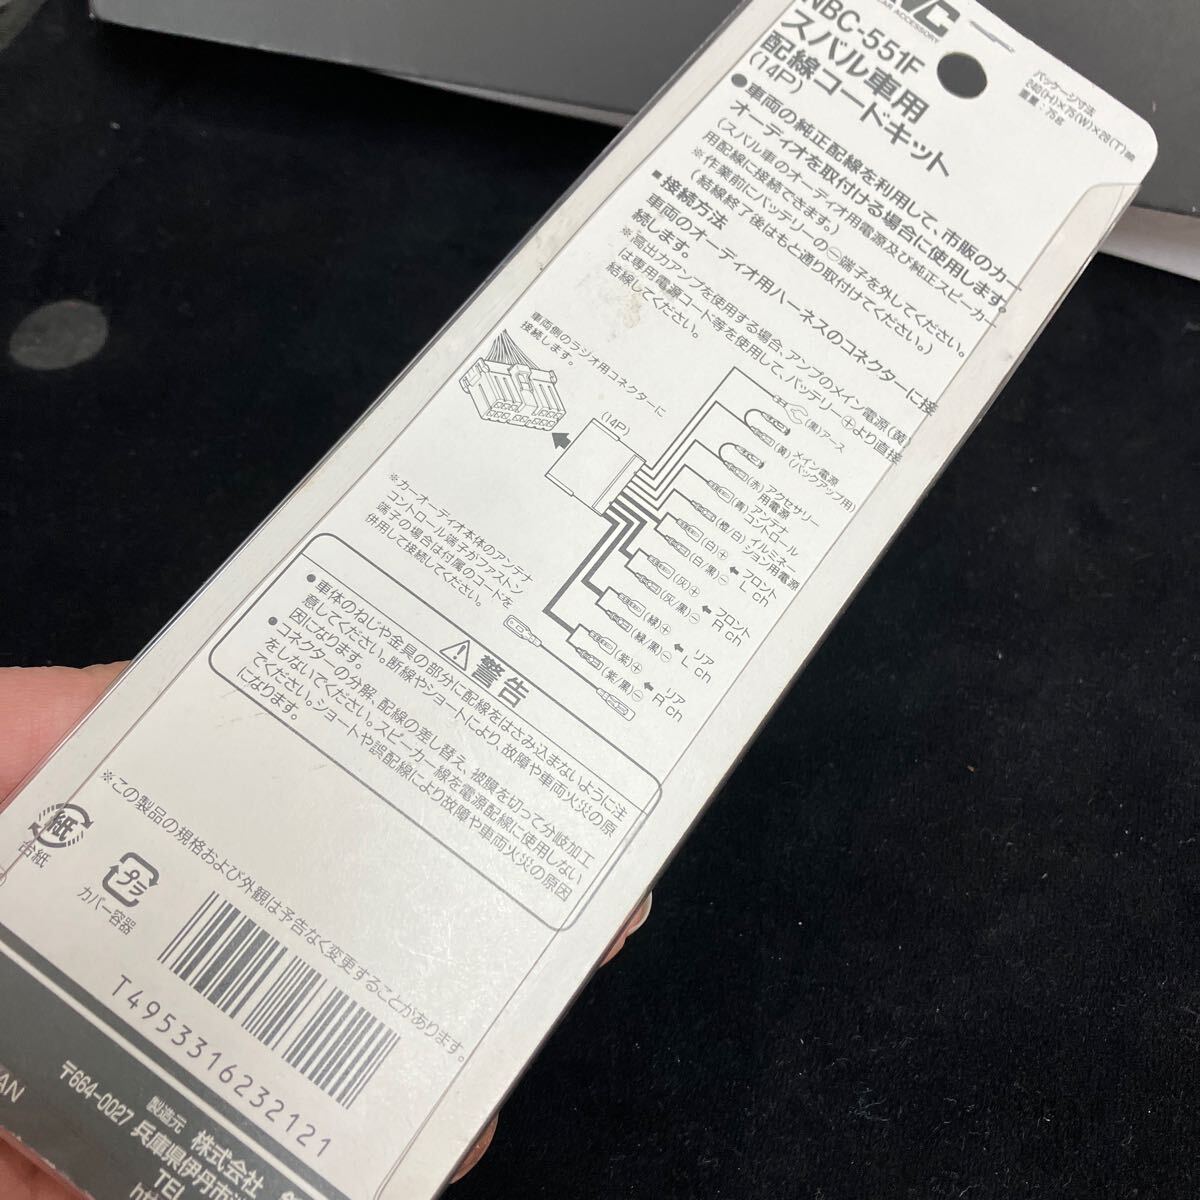 CAR ACCESSORY
NBC-551F
スバル車用
配線コードキット
(14P)
パッケージ寸法
240(H)×75(W)×28(T)㎜
重量:75g
●車両の純正配線を利用して、市販のカー
オーディオを取付ける場合に使用します。
(スバル車のオーディオ用電源及び純正スピーカー
用配線に接続できます。)
※作業前にバッテリーの㊀端子を外してください。
(結線終了後はもと通り取付けてください。)
■接続方法
車両のオーディオ用ハーネスのコネクターに接
続します。
※高出力アンプを使用する場合、アンプのメイン電源(黄)
は専用電源コード等を使用して、バッテリー⊕より直接
結線してください。
車両側のラジオ用コネクターに
接続します。
(14P)
(黒)アース
(黄)メイン電源
(バックアップ用)
(赤)アクセサリー
用電源
(青)アンテナ
コントロール
(橙/白)イルミネー
ション用電源
(白)+
(白/黒)−
フロント
L ch
(灰)+
(灰/黒)−
フロント
R ch
(緑)+
(緑/黒)−
リア
L ch
(紫)+
(紫/黒)−
リア
R ch
※カーオーディオ本体のアンテナ
コントロール端子がファストン
端子の場合は付属のコードを
併用して接続してください。
警告
●車体のねじや金具の部分に配線をはさみ込まないように注
意してください。断線やショートにより、故障や車両火災の原
因になります。
●コネクターの分解、配線の差し替え、被膜を切って分岐加工
をしないでください。スピーカー線を電源配線に使用しない
でください。ショートや誤配線により故障や車両火災の原因
になります。
※この製品の規格および外観は予告なく変更することがあります。
紙
台紙
プラ
カバー容器
T4953316232121
製造元 株式会社
〒664-0027 兵庫県伊丹市
TEL